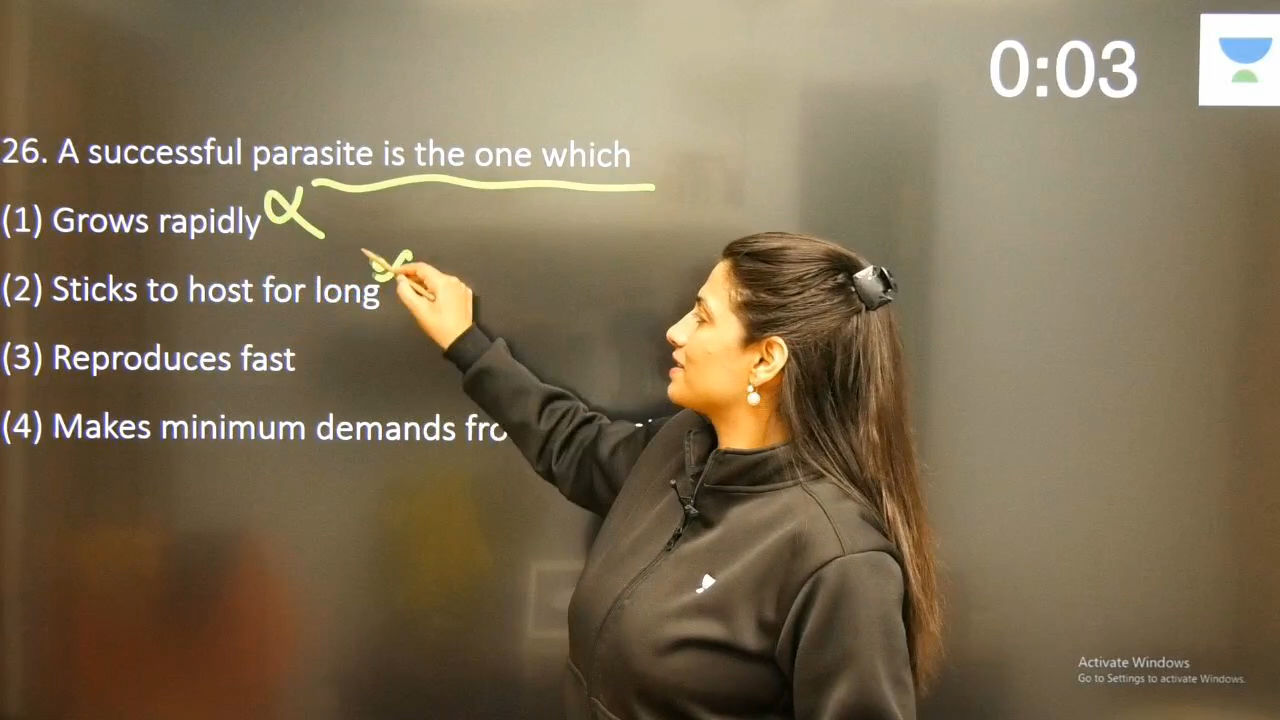 0:03
26. A successful parasite is the one which
(1) Grows rapidly
(2) Sticks to host for long
(3) Reproduces fast
(4) Makes minimum demands
Activate Windows
Go to Settings to activate Windows.